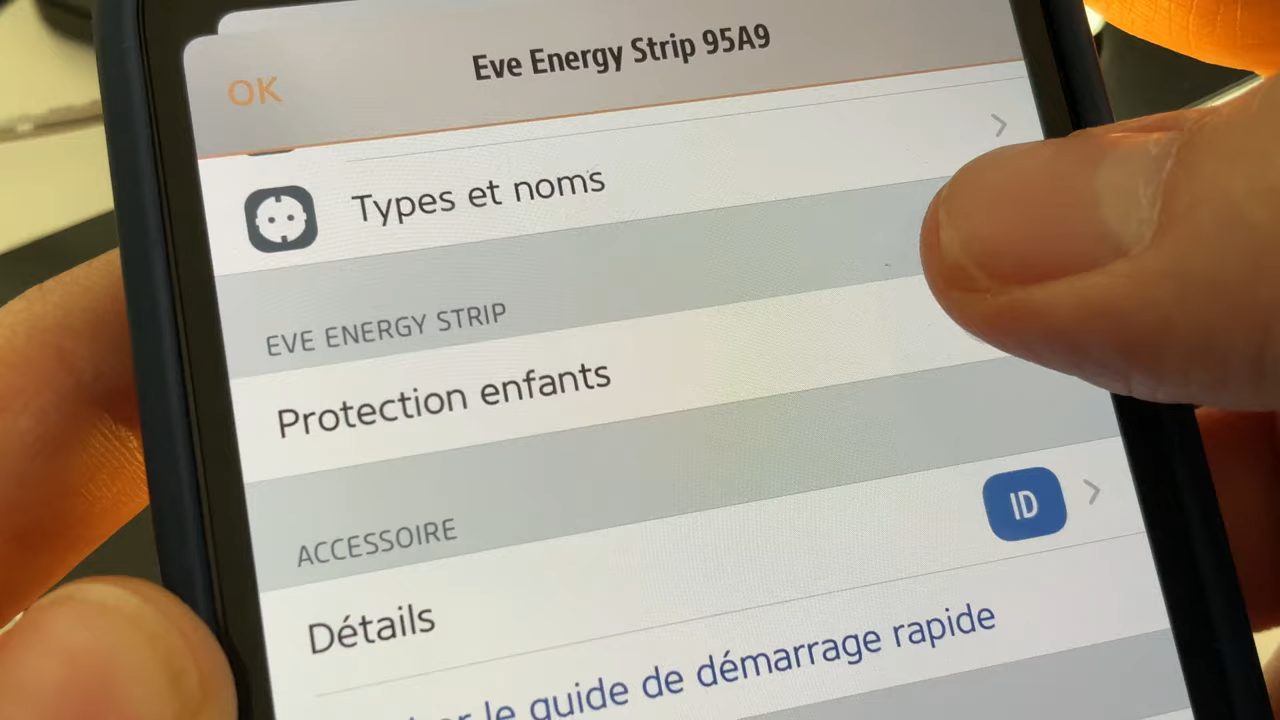 Eve Energy Strip 95A9
OK
Types et noms
EVE ENERGY STRIP
Protection enfants
ACCESSOIRE
ID
Détails
le guide de démarrage rapide